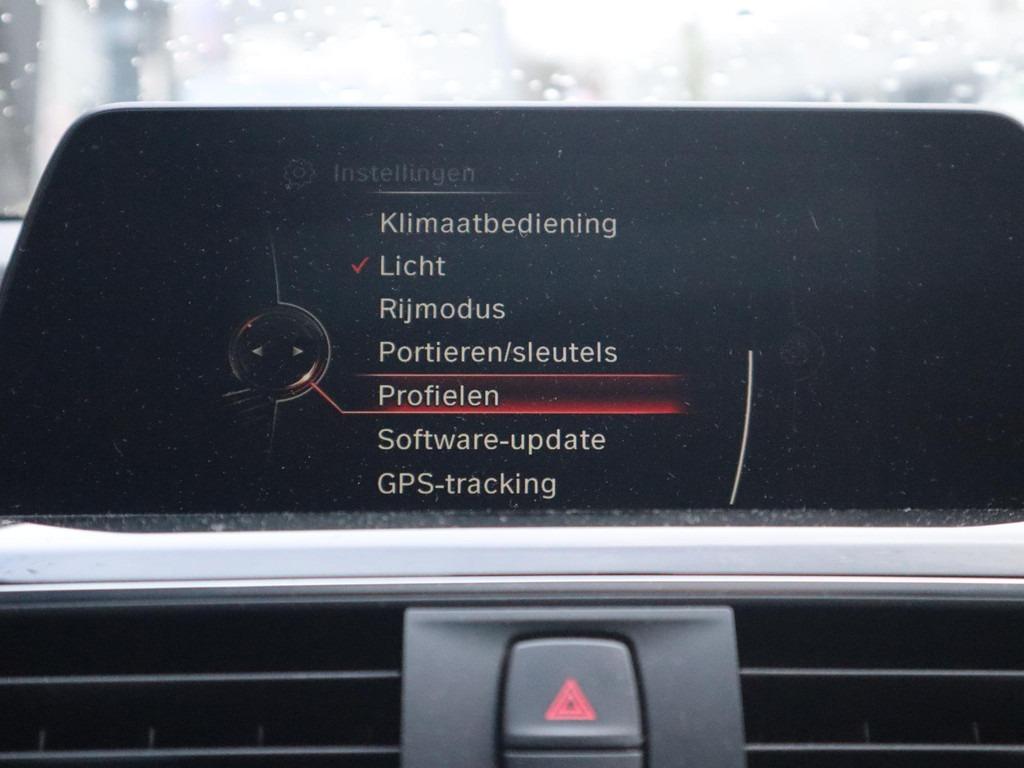 Instellingen
Klimaatbediening
Licht
Rijmodus
Portieren/sleutels
Profielen
Software-update
GPS-tracking